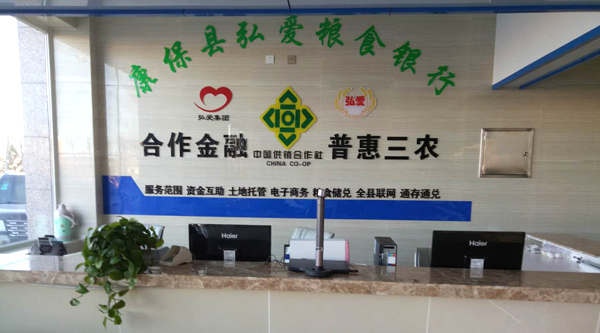 康保县弘爱粮食银行
弘爱集团
弘爱
合作金融
中国供销合作社
CHINA CO-OP
普惠三农
服务范围 资金互助 土地托管 电子商务 食储兑 全县联网 通存通兑
Haier
Haier